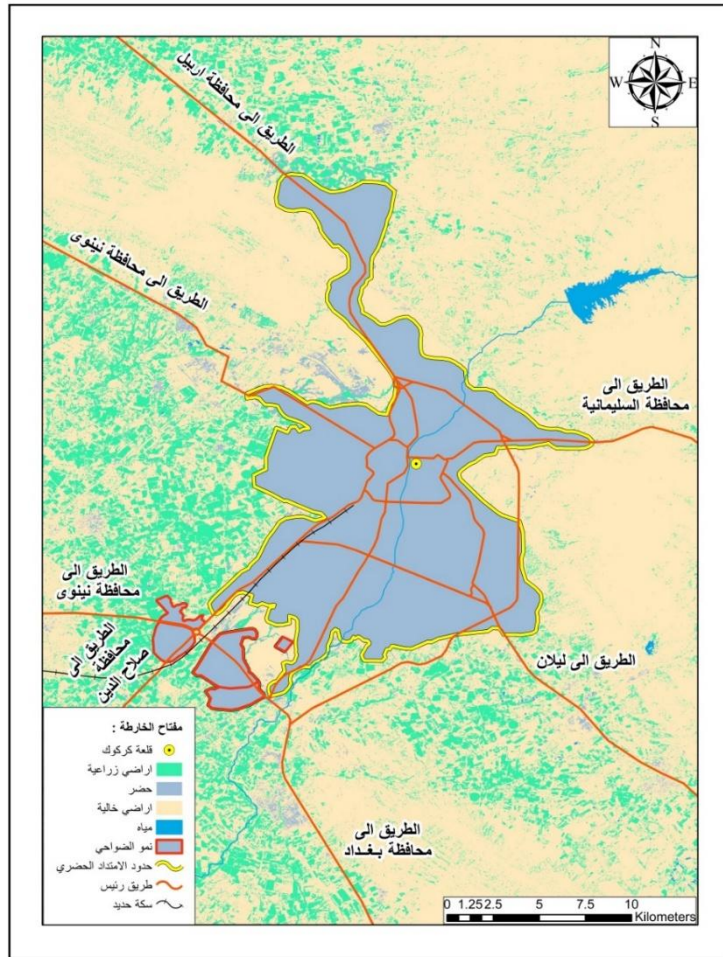 N
W
E
S
الطريق الى محافظة اربيل
الطريق الى محافظة نينوى
الطريق الى
محافظة السليمانية
الطريق الى
محافظة نينوى
الطريق الى
محافظة
صلاح الدين
الطريق الى ليلان
الطريق الى
محافظة بغداد
مفتاح الخارطة :
قلعة كركوك
اراضي زراعية
حضر
اراضي خالية
مياه
نمو الضواحي
حدود الامتداد الحضري
طريق رئيس
سكة حديد
0 1.25 2.5 5 7.5 10
Kilometers